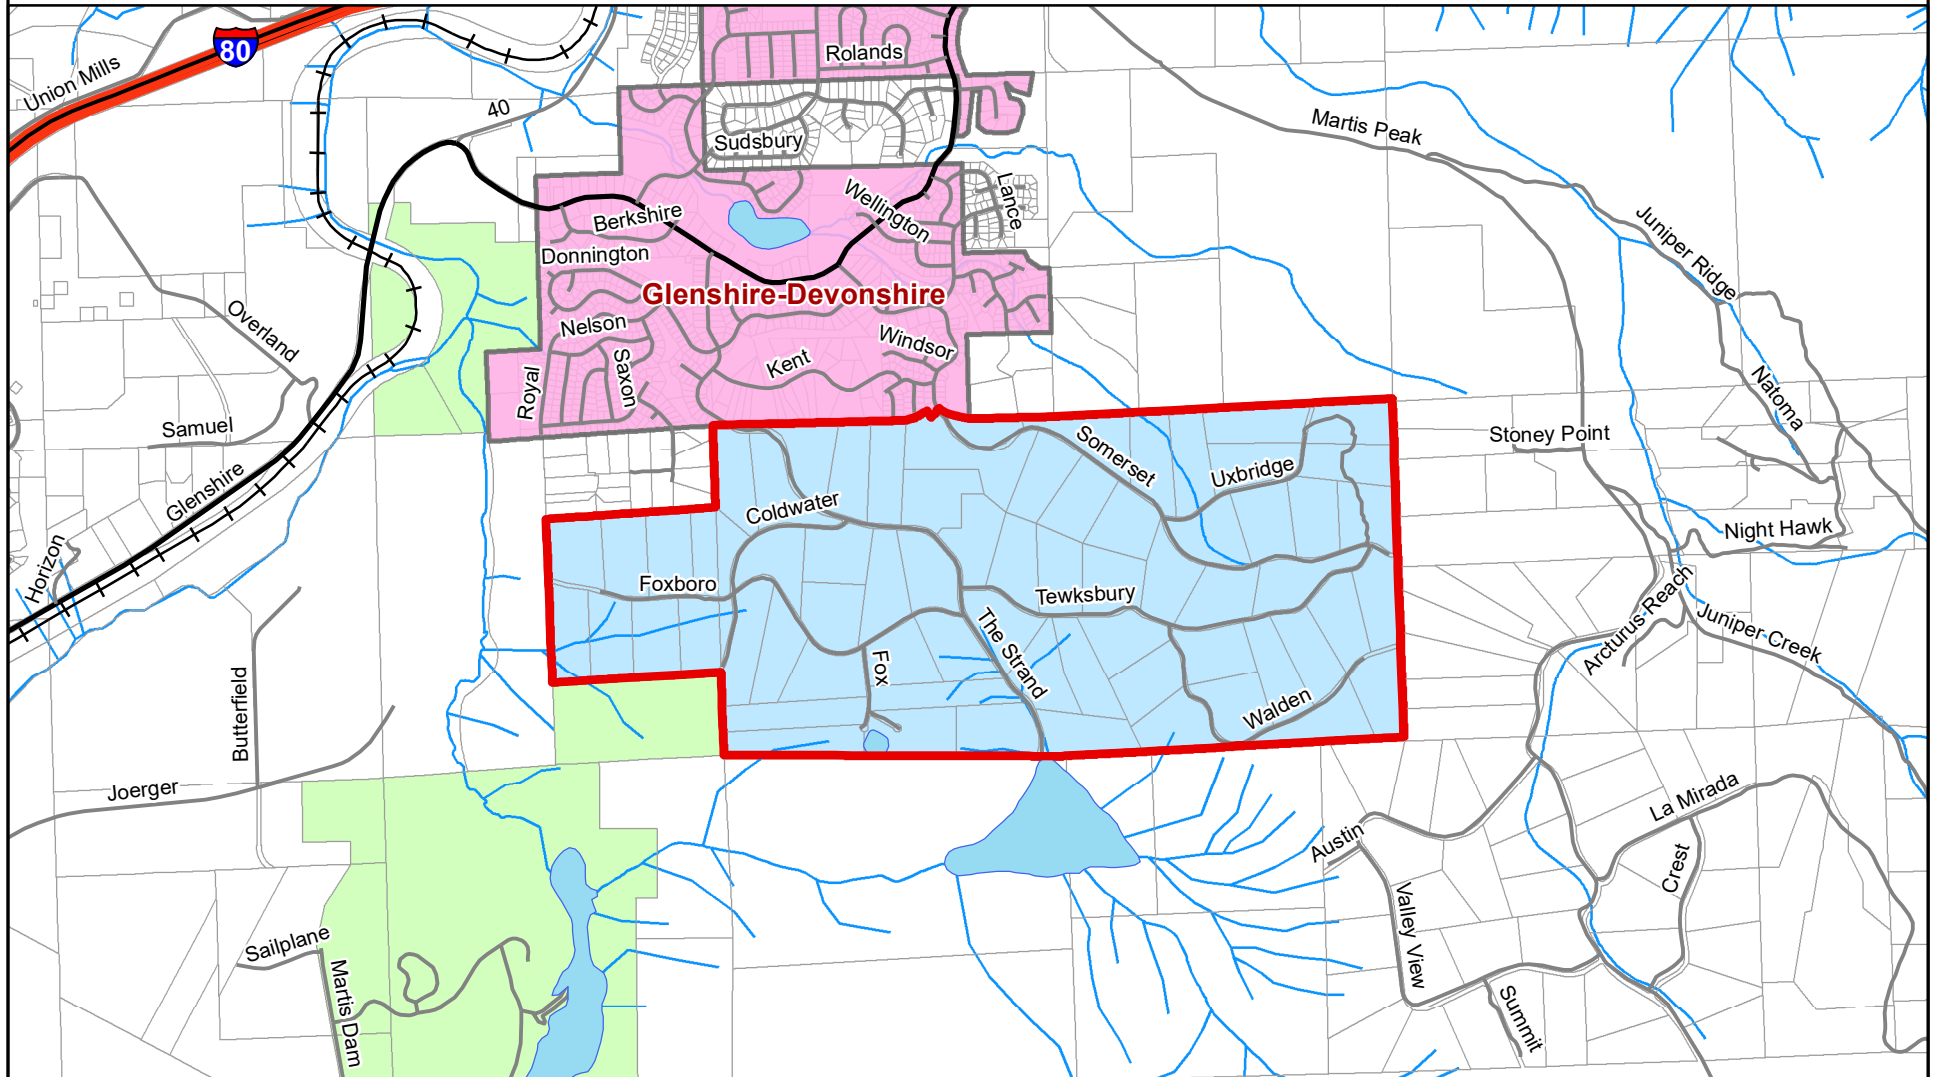 Rolands
80
Union Mills
40
Martis Peak
Sudsbury
Lance
Wellington
Berkshire
Juniper Ridge
Donnington
Glenshire-Devonshire
Overland
Nelson
Windsor
Kent
Saxon
Royal
Natoma
Samuel
Stoney Point
Somerset
Uxbridge
Glenshire
Coldwater
Night Hawk
Horizon
Foxboro
Tewksbury
Arcturus Reach
Juniper Creek
The Strand
Fox
Butterfield
Walden
Joerger
La Mirada
Austin
Crest
Valley View
Sailplane
Martis Dam
Summit